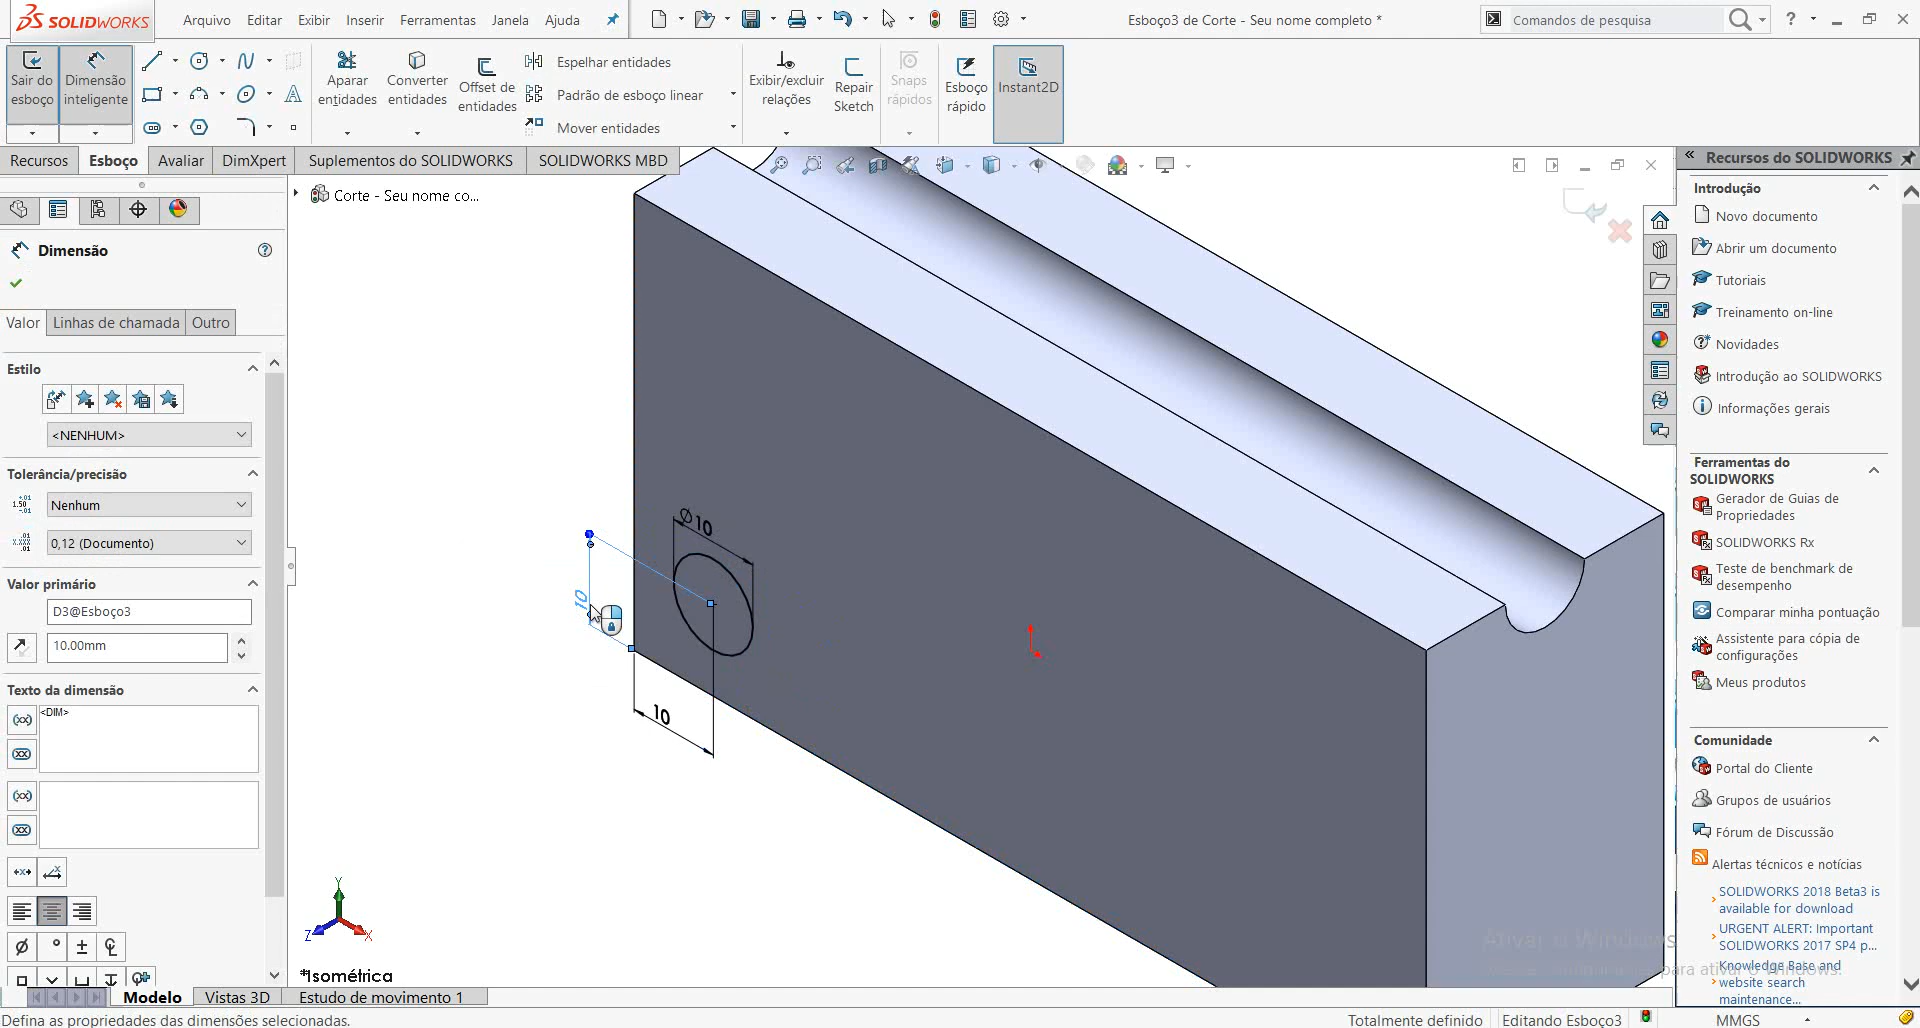 SOLIDWORKS
Arquivo Editar Exibir Inserir Ferramentas Janela Ajuda
Esboço3 de Corte - Seu nome completo *
Comandos de pesquisa
?
Sair do esboço
Dimensão inteligente
Aparar entidades
Converter entidades
Offset de entidades
Espelhar entidades
Padrão de esboço linear
Mover entidades
Exibir/excluir relações
Repair Sketch
Snaps rápidos
Esboço rápido
Instant2D
Recursos Esboço Avaliar DimXpert Suplementos do SOLIDWORKS SOLIDWORKS MBD
Corte - Seu nome co...
Dimensão
Valor Linhas de chamada Outro
Estilo
<NENHUM>
Tolerância/precisão
Nenhum
0,12 (Documento)
Valor primário
D3@Esboço3
10.00mm
Texto da dimensão
<DIM>
Ø10
10
10
Y
Z
X
*Isométrica
Modelo Vistas 3D Estudo de movimento 1
Defina as propriedades das dimensões selecionadas.
Totalmente definido Editando Esboço3 MMGS
Recursos do SOLIDWORKS
Introdução
Novo documento
Abrir um documento
Tutoriais
Treinamento on-line
Novidades
Introdução ao SOLIDWORKS
Informações gerais
Ferramentas do
SOLIDWORKS
Gerador de Guias de
Propriedades
SOLIDWORKS Rx
Teste de benchmark de
desempenho
Comparar minha pontuação
Assistente para cópia de
configurações
Meus produtos
Comunidade
Portal do Cliente
Grupos de usuários
Fórum de Discussão
Alertas técnicos e notícias
SOLIDWORKS 2018 Beta3 is
available for download
URGENT ALERT: Important
SOLIDWORKS 2017 SP4 p...
Knowledge Base and
website search
maintenance...
Ativar o Windows
para ativar o Windows.